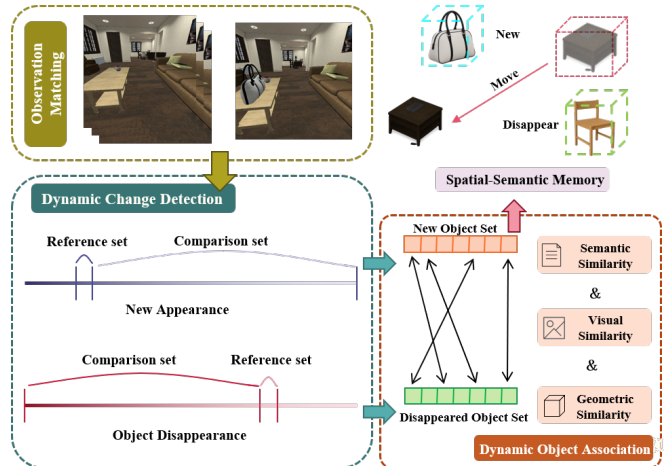 Observation
Matching
New
Move
Disappear
Spatial-Semantic Memory
Dynamic Change Detection
Reference set
Comparison set
New Appearance
Comparison set
Reference set
Object Disappearance
New Object Set
Disappeared Object Set
Semantic
Similarity
&
Visual
Similarity
&
Geometric
Similarity
Dynamic Object Association